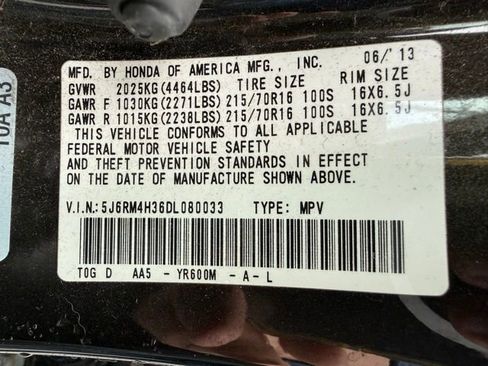 MFD. BY HONDA OF AMERICA MFG., INC. 06/13
GVWR 2025KG(4464LBS) TIRE SIZE RIM SIZE
GAWR F 1030KG(2271LBS) 215/70R16 100S 16X6.5J
GAWR R 1015KG(2238LBS) 215/70R16 100S 16X6.5J
THIS VEHICLE CONFORMS TO ALL APPLICABLE
FEDERAL MOTOR VEHICLE SAFETY
AND THEFT PREVENTION STANDARDS IN EFFECT
ON THE DATE OF MANUFACTURE SHOWN ABOVE.
V.I.N.:5J6RM4H36DL080033 TYPE: MPV
TOG D AA5 - YR600M - A - L
10A A3